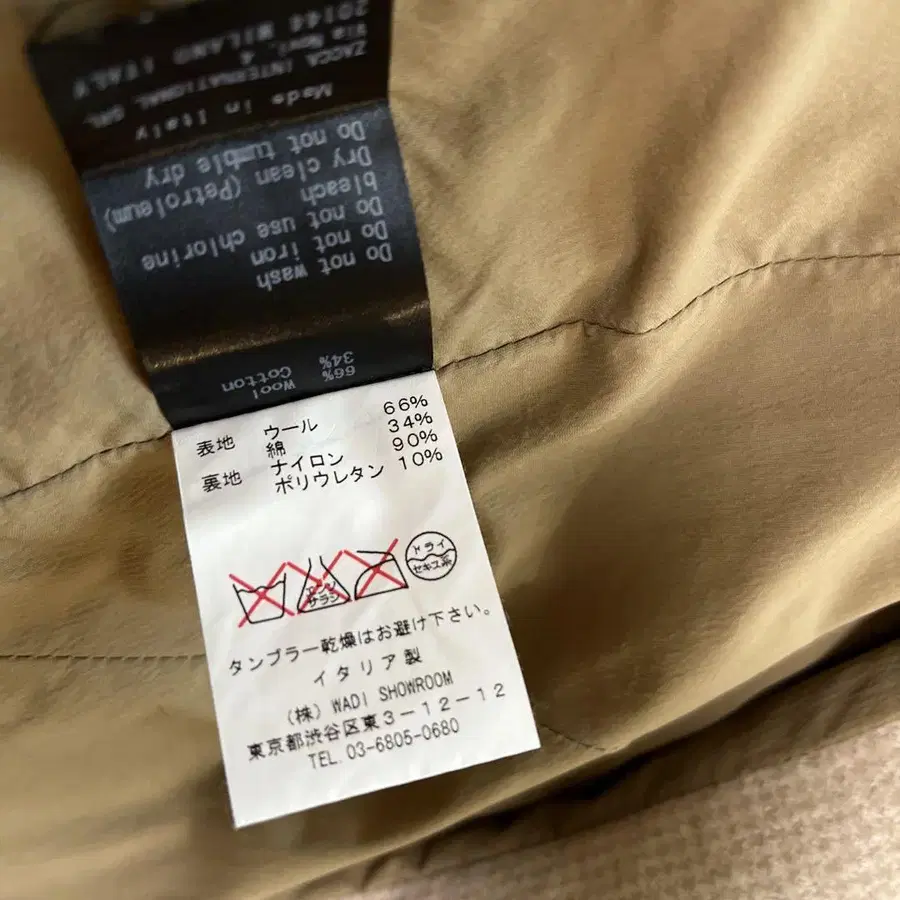 66% Wool
34% Cotton
Do not wash
Do not iron
Do not use chlorine
bleach
Dry clean (Petroleum)
Do not tumble dry
Made in Italy
ZACCA INTERNATIONAL SRL
Via Novi, 4
20144 MILANO ITALY
表地 ウール 66%
綿 34%
裏地 ナイロン 90%
ポリウレタン 10%
エンソ
サラシ
ドライ
セキユ系
タンブラー乾燥はお避け下さい。
イタリア製
(株) WADI SHOWROOM
東京都渋谷区東3-12-12
TEL. 03-6805-0680